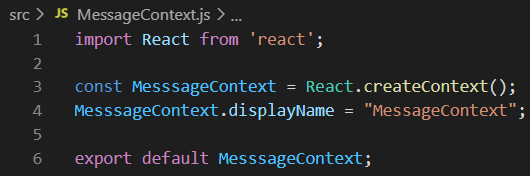 src > JS MessageContext.js > ...
1 import React from 'react';
2
3 const MesssageContext = React.createContext();
4 MesssageContext.displayName = "MessageContext";
5
6 export default MesssageContext;